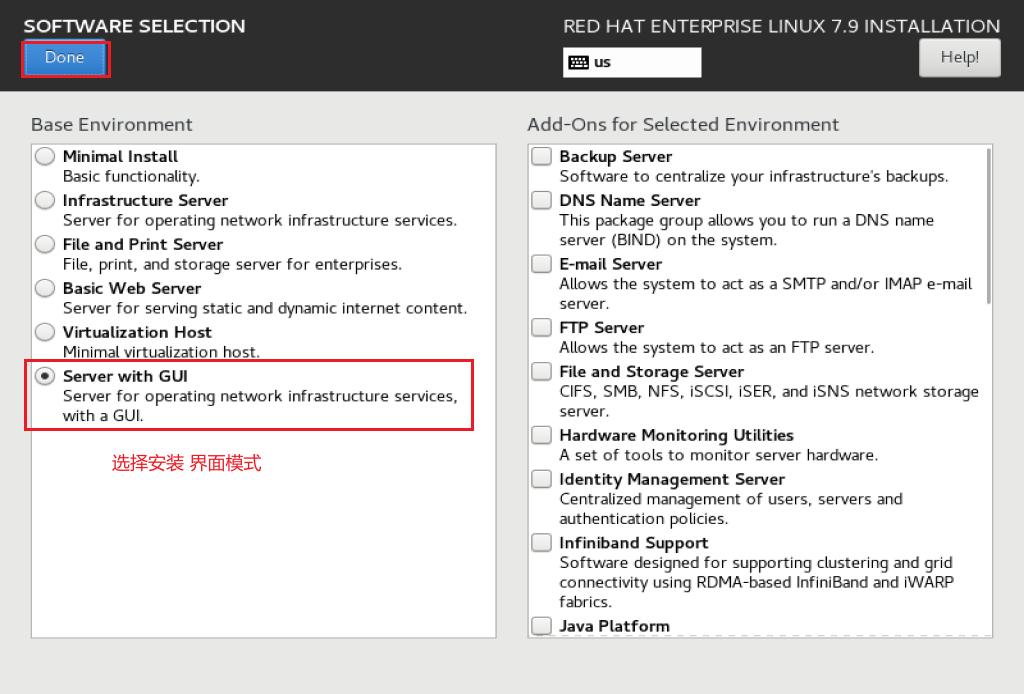 SOFTWARE SELECTION
Done
RED HAT ENTERPRISE LINUX 7.9 INSTALLATION
us
Help!
Base Environment
Minimal Install
Basic functionality.
Infrastructure Server
Server for operating network infrastructure services.
File and Print Server
File, print, and storage server for enterprises.
Basic Web Server
Server for serving static and dynamic internet content.
Virtualization Host
Minimal virtualization host.
Server with GUI
Server for operating network infrastructure services,
with a GUI.
选择安装 界面模式
Add-Ons for Selected Environment
Backup Server
Software to centralize your infrastructure's backups.
DNS Name Server
This package group allows you to run a DNS name
server (BIND) on the system.
E-mail Server
Allows the system to act as a SMTP and/or IMAP e-mail
server.
FTP Server
Allows the system to act as an FTP server.
File and Storage Server
CIFS, SMB, NFS, iSCSI, iSER, and iSNS network storage
server.
Hardware Monitoring Utilities
A set of tools to monitor server hardware.
Identity Management Server
Centralized management of users, servers and
authentication policies.
Infiniband Support
Software designed for supporting clustering and grid
connectivity using RDMA-based InfiniBand and iWARP
fabrics.
Java Platform